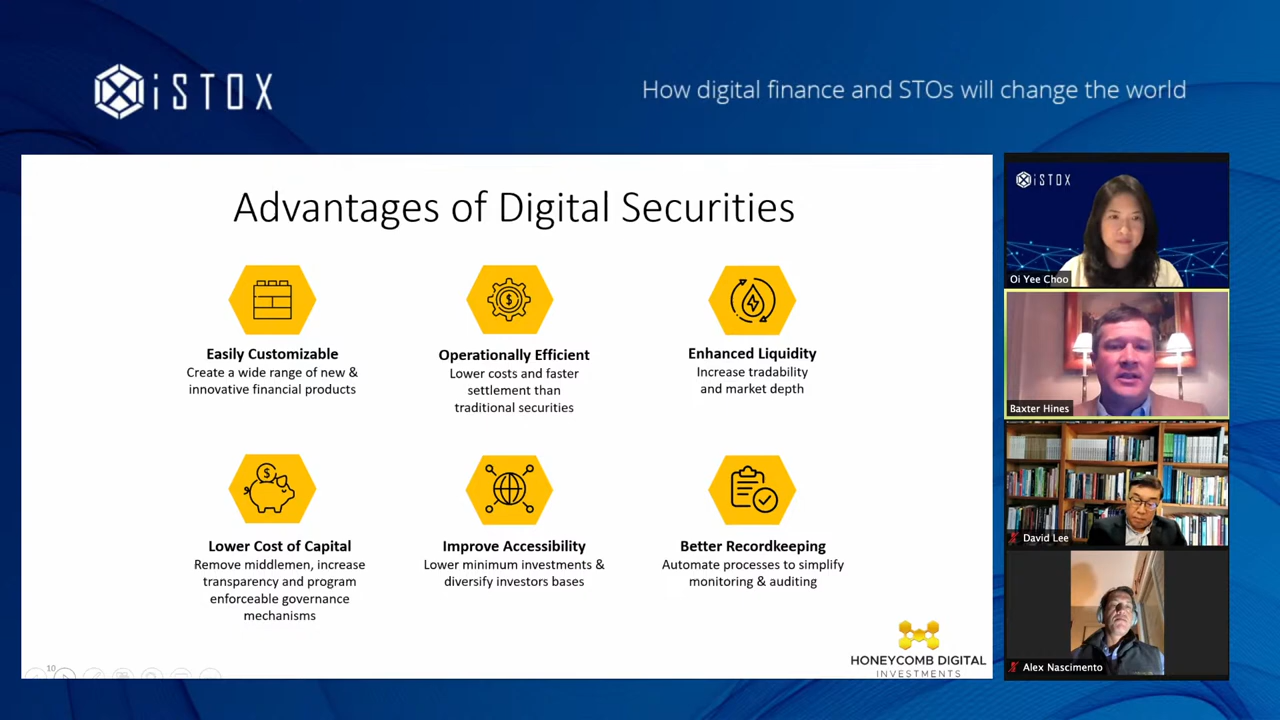 iSTOX
How digital finance and STOs will change the world
Advantages of Digital Securities
Easily Customizable
Create a wide range of new &
innovative financial products
Operationally Efficient
Lower costs and faster
settlement than
traditional securities
Enhanced Liquidity
Increase tradability
and market depth
Lower Cost of Capital
Remove middlemen, increase
transparency and program
enforceable governance
mechanisms
Improve Accessibility
Lower minimum investments &
diversify investors bases
Better Recordkeeping
Automate processes to simplify
monitoring & auditing
10
HONEYCOMB DIGITAL
INVESTMENTS
iSTOX
Oi Yee Choo
Baxter Hines
David Lee
Alex Nascimento